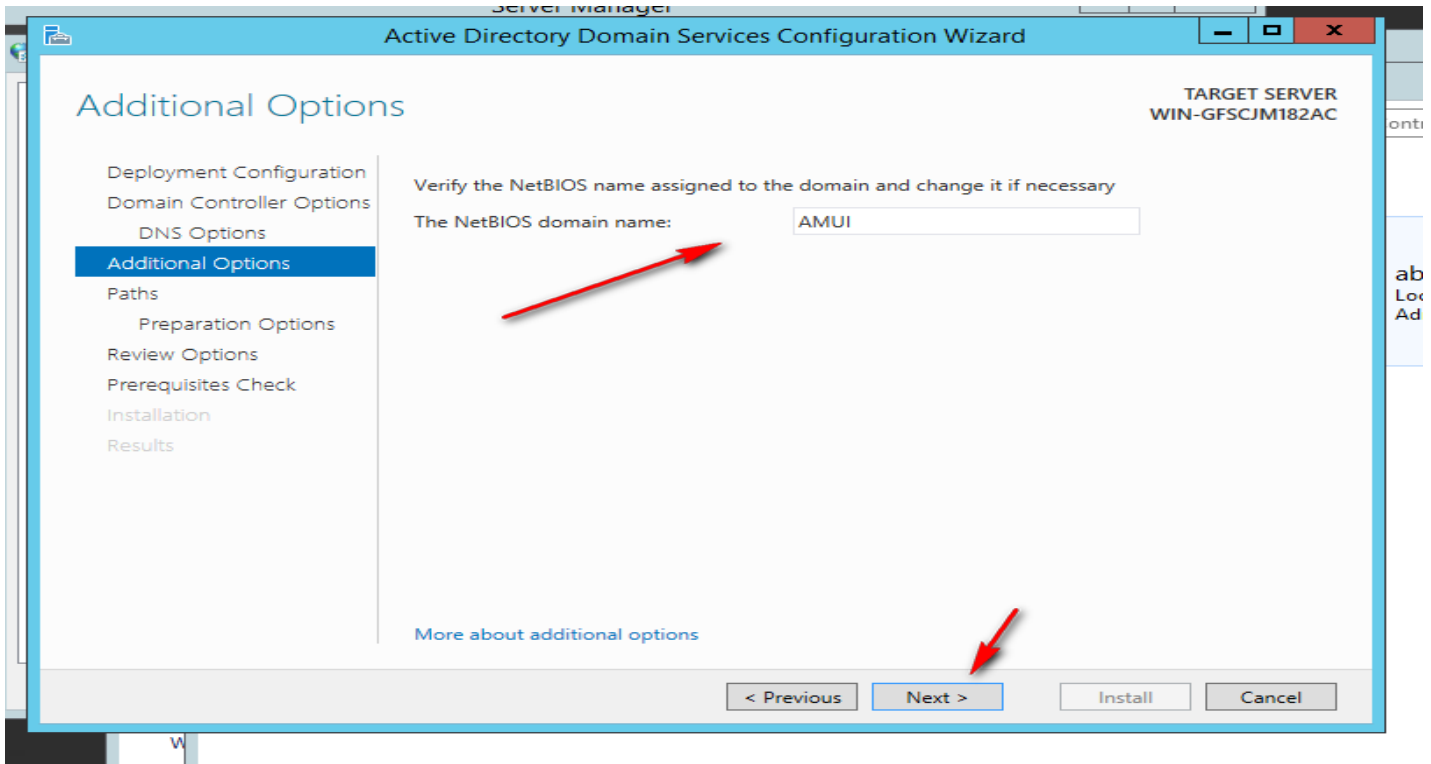 Server Manager
Active Directory Domain Services Configuration Wizard
Additional Options
TARGET SERVER
WIN-GFSCJM182AC
Deployment Configuration
Domain Controller Options
DNS Options
Additional Options
Paths
Preparation Options
Review Options
Prerequisites Check
Installation
Results
Verify the NetBIOS name assigned to the domain and change it if necessary
The NetBIOS domain name: AMUI
More about additional options
< Previous Next > Install Cancel